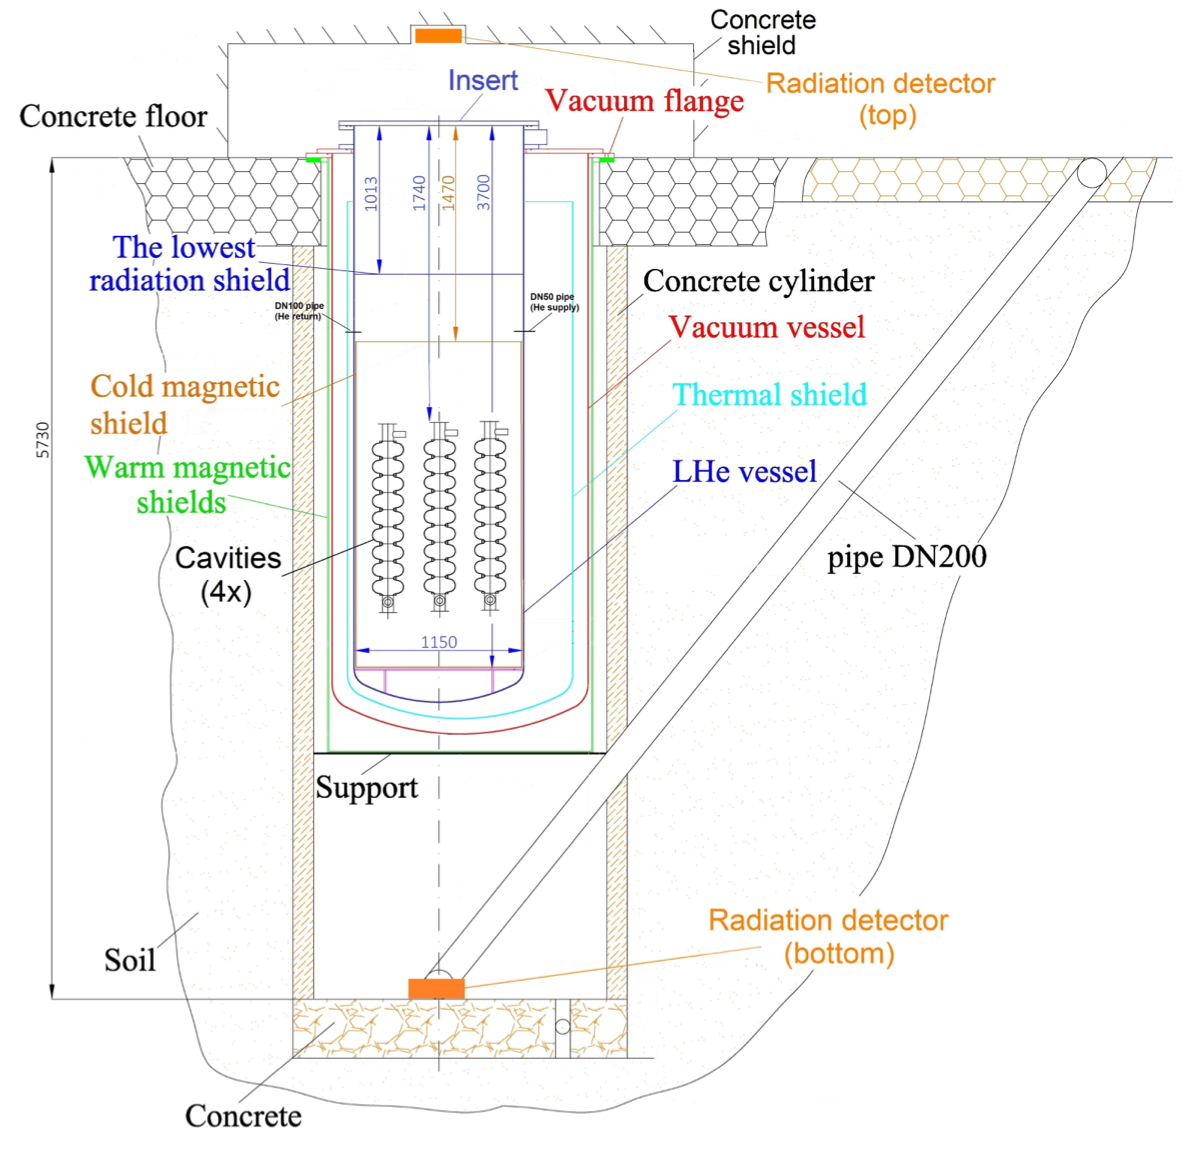 Concrete
shield
Radiation detector
(top)
Insert
Vacuum flange
Concrete floor
1013
1740
1470
3700
The lowest
radiation shield
Concrete cylinder
DN100 pipe
(He return)
DN50 pipe
(He supply)
Vacuum vessel
Cold magnetic
shield
Thermal shield
5730
Warm magnetic
shields
LHe vessel
Cavities
(4x)
pipe DN200
1150
Support
Radiation detector
(bottom)
Soil
Concrete